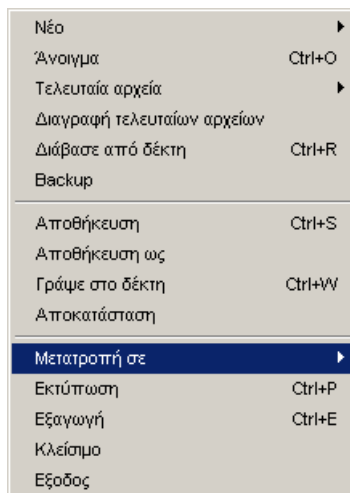 Νέο
Άνοιγμα Ctrl+O
Τελευταία αρχεία
Διαγραφή τελευταίων αρχείων
Διάβασε από δέκτη Ctrl+R
Backup
Αποθήκευση Ctrl+S
Αποθήκευση ως
Γράψε στο δέκτη Ctrl+W
Αποκατάσταση
Μετατροπή σε
Εκτύπωση Ctrl+P
Εξαγωγή Ctrl+E
Κλείσιμο
Εξοδος